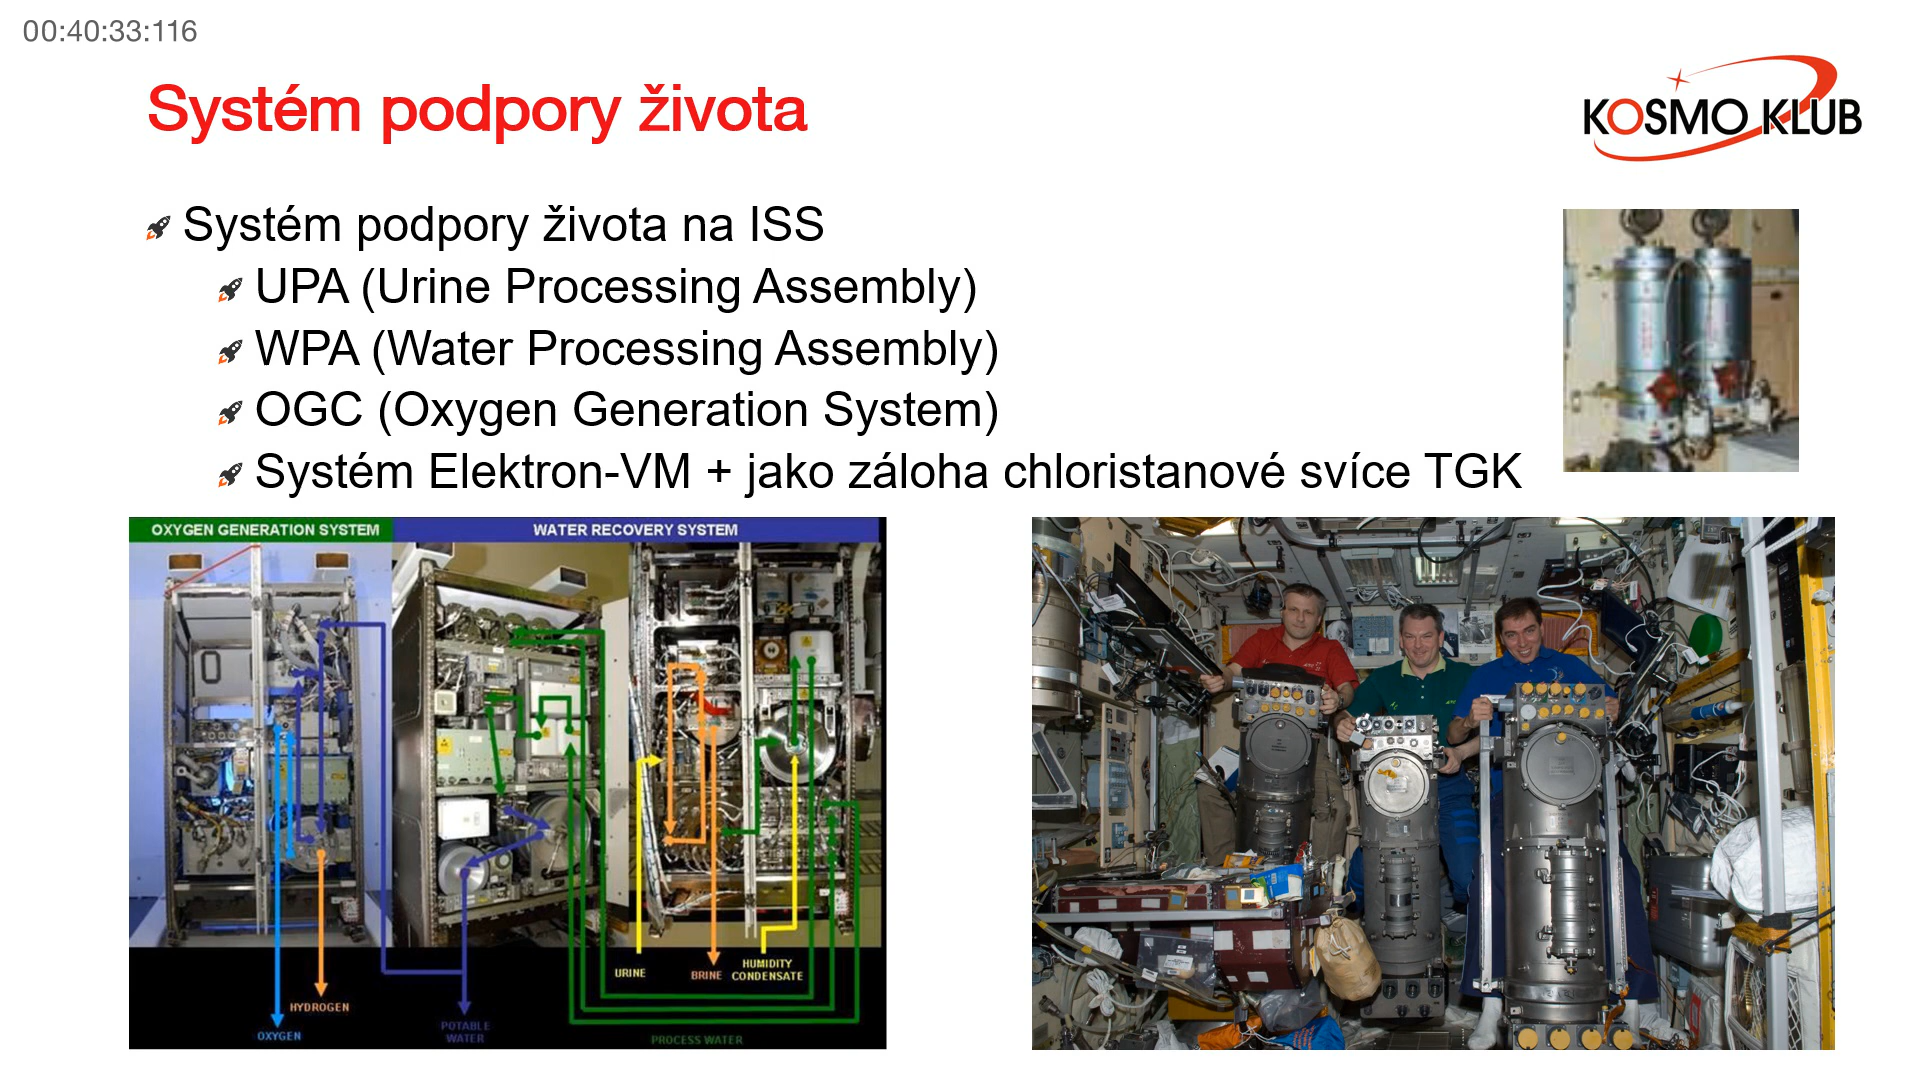 00:40:33:116
Systém podpory života
KOSMO KLUB
Systém podpory života na ISS
UPA (Urine Processing Assembly)
WPA (Water Processing Assembly)
OGC (Oxygen Generation System)
Systém Elektron-VM + jako záloha chloristanové svíce TGK
OXYGEN GENERATION SYSTEM
WATER RECOVERY SYSTEM
URINE
BRINE
HUMIDITY
CONDENSATE
HYDROGEN
OXYGEN
POTABLE
WATER
PROCESS WATER